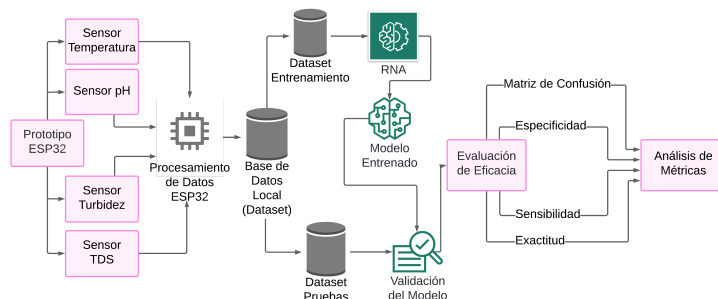 Sensor
Temperatura
Sensor pH
Prototipo
ESP32
Sensor
Turbidez
Sensor
TDS
Procesamiento
de Datos
ESP32
Base de
Datos
Local
(Dataset)
Dataset
Entrenamiento
RNA
Modelo
Entrenado
Dataset
Pruebas
Validación
del Modelo
Evaluación
de Eficacia
Matriz de Confusión
Especificidad
Sensibilidad
Exactitud
Análisis de
Métricas